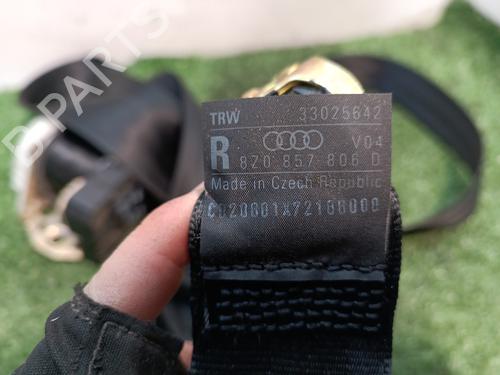 B-PARTS
TRW 33025642
R V04
8Z0 857 806 D
Made in Czech Republic